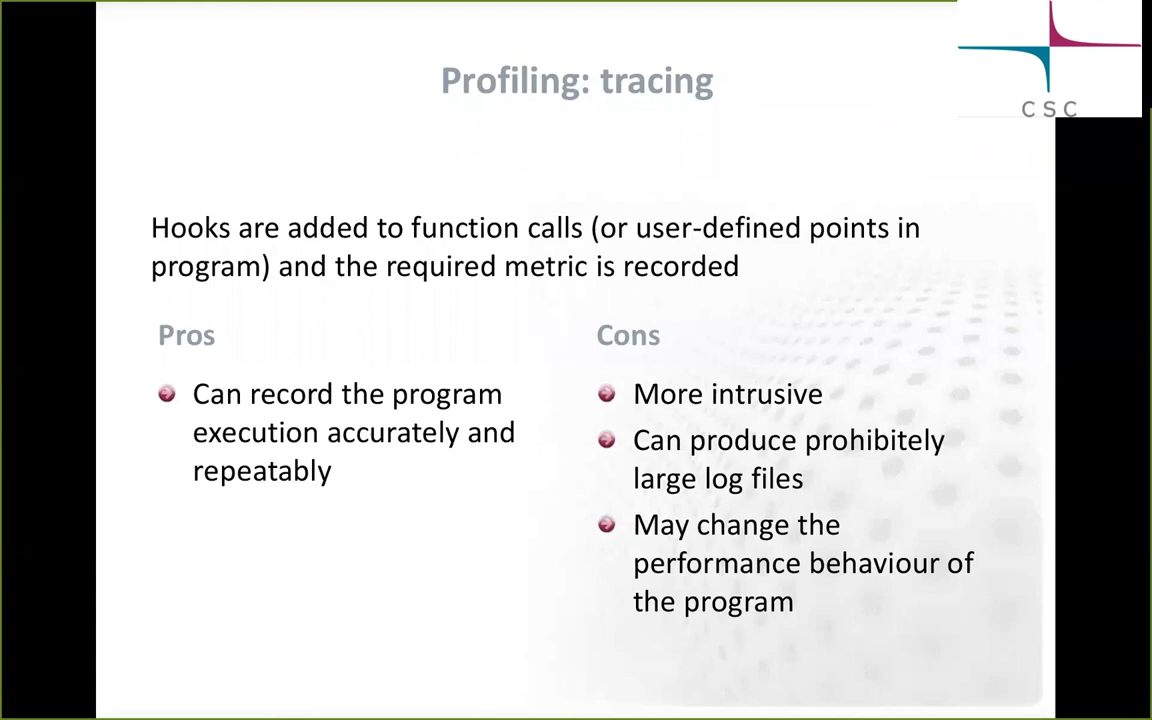 Profiling: tracing
CSC
Hooks are added to function calls (or user-defined points in
program) and the required metric is recorded
Pros
Can record the program
execution accurately and
repeatably
Cons
More intrusive
Can produce prohibitely
large log files
May change the
performance behaviour of
the program